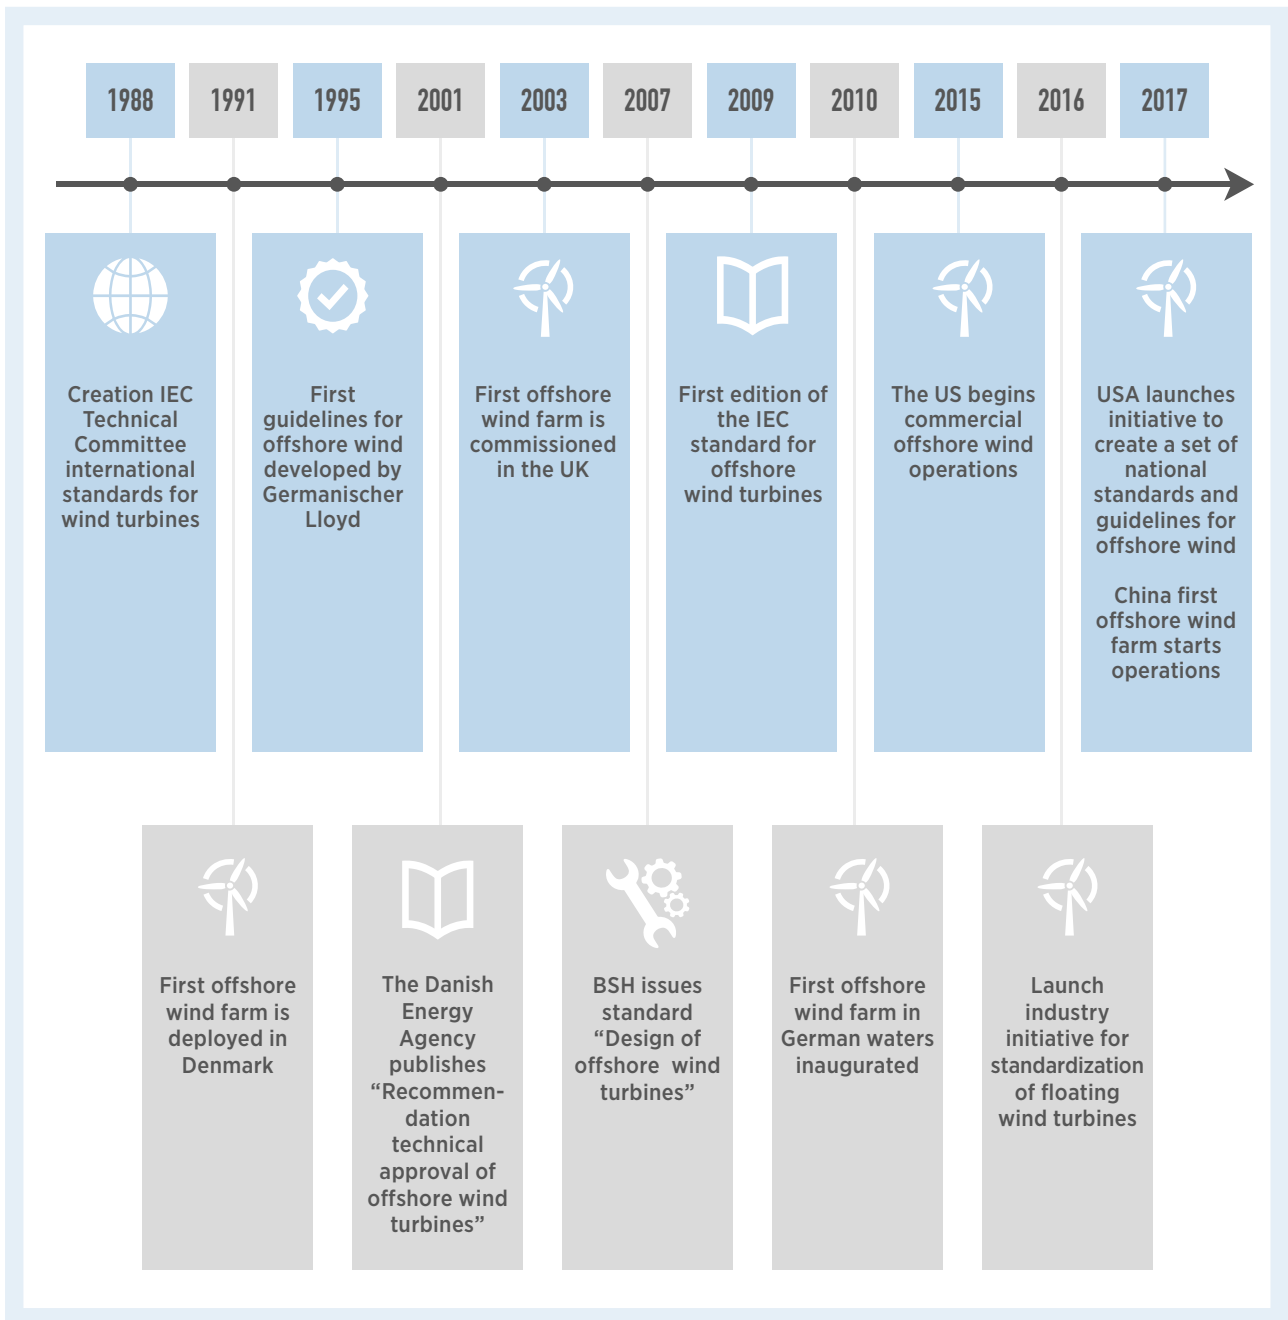 1988
1991
1995
2001
2003
2007
2009
2010
2015
2016
2017
Creation IEC
Technical
Committee
international
standards for
wind turbines
First
guidelines for
offshore wind
developed by
Germanischer
Lloyd
First offshore
wind farm is
commissioned
in the UK
First edition of
the IEC
standard for
offshore
wind turbines
The US begins
commercial
offshore wind
operations
USA launches
initiative to
create a set of
national
standards and
guidelines for
offshore wind
China first
offshore wind
farm starts
operations
First offshore
wind farm is
deployed in
Denmark
The Danish
Energy
Agency
publishes
“Recommen-
dation
technical
approval of
offshore wind
turbines”
BSH issues
standard
“Design of
offshore wind
turbines”
First offshore
wind farm in
German waters
inaugurated
Launch
industry
initiative for
standardization
of floating
wind turbines